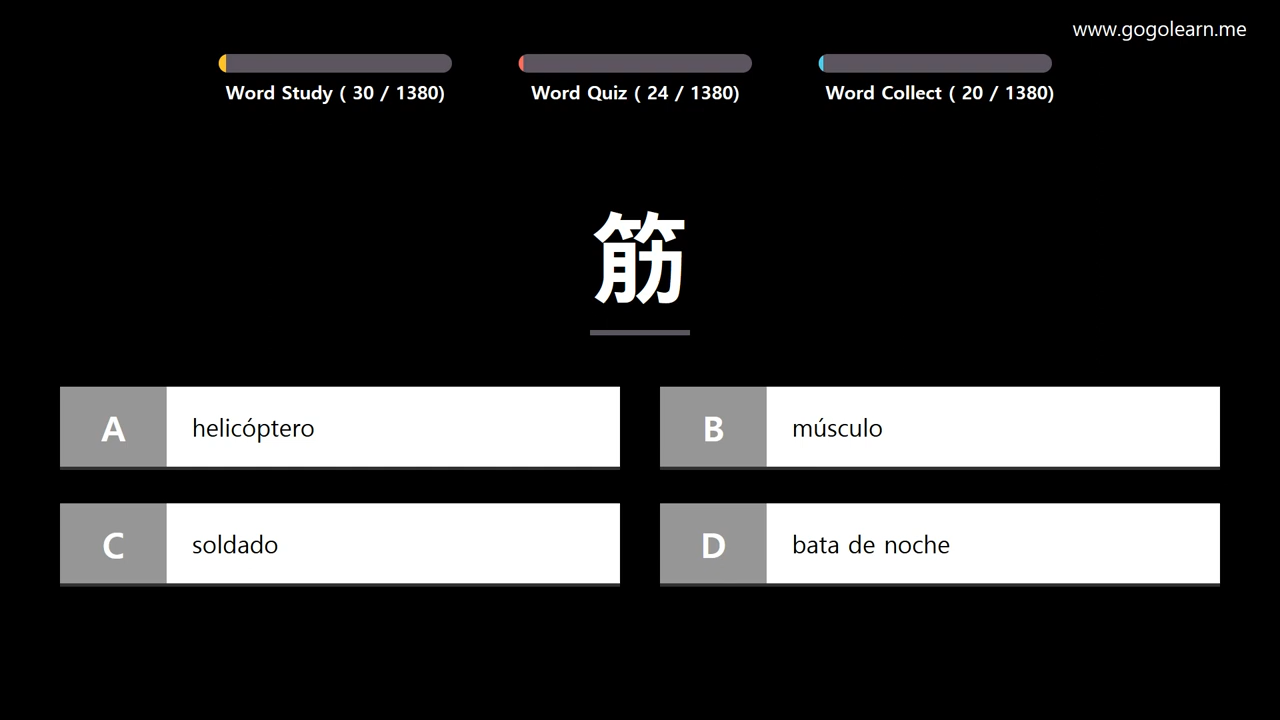 www.gogolearn.me
Word Study ( 30 / 1380)
Word Quiz ( 24 / 1380)
Word Collect ( 20 / 1380)
筋
A helicóptero
B músculo
C soldado
D bata de noche